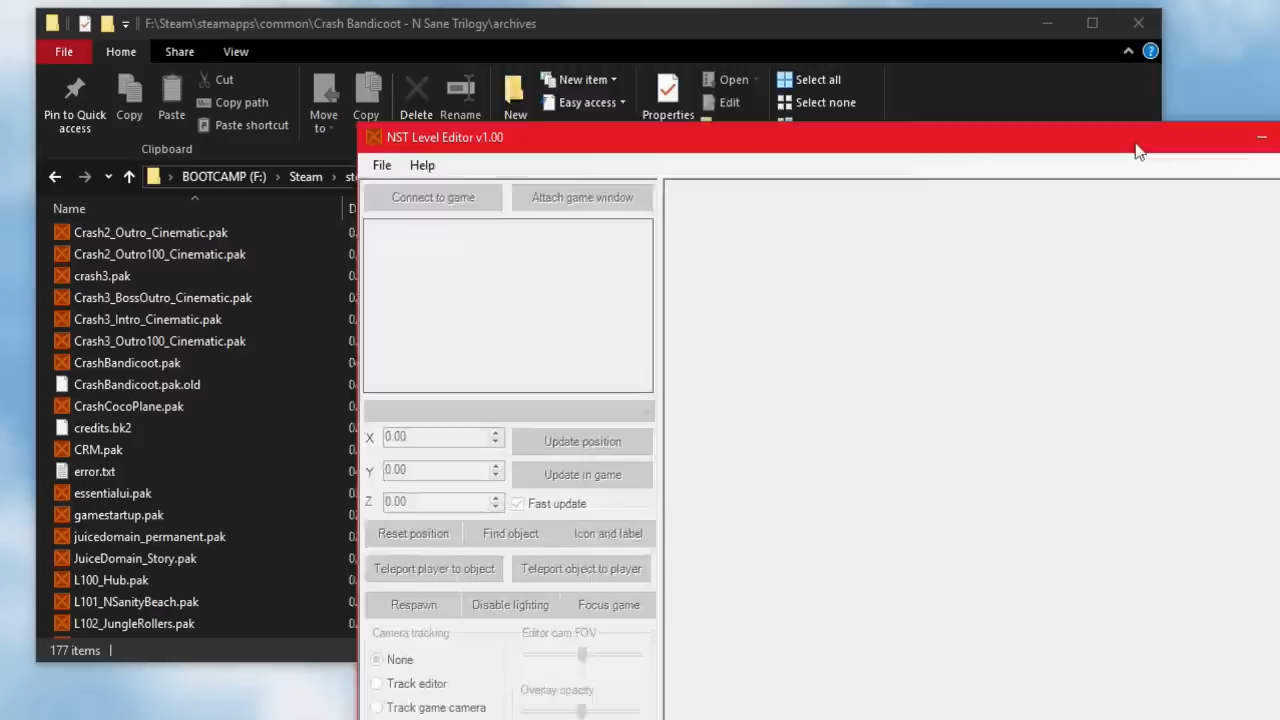 F:\Steam\steamapps\common\Crash Bandicoot - N Sane Trilogy\archives
File Home Share View
Pin to Quick access
Copy
Paste
Cut
Copy path
Paste shortcut
Move to
Copy
Delete
Rename
New
New item
Easy access
Properties
Open
Edit
Select all
Select none
Clipboard
BOOTCAMP (F:) Steam
Name
Crash2_Outro_Cinematic.pak
Crash2_Outro100_Cinematic.pak
crash3.pak
Crash3_BossOutro_Cinematic.pak
Crash3_Intro_Cinematic.pak
Crash3_Outro100_Cinematic.pak
CrashBandicoot.pak
CrashBandicoot.pak.old
CrashCocoPlane.pak
credits.bk2
CRM.pak
error.txt
essentialui.pak
gamestartup.pak
juicedomain_permanent.pak
JuiceDomain_Story.pak
L100_Hub.pak
L101_NSanityBeach.pak
L102_JungleRollers.pak
177 items
NST Level Editor v1.00
File Help
Connect to game Attach game window
X 0.00 Update position
Y 0.00 Update in game
Z 0.00 Fast update
Reset position Find object Icon and label
Teleport player to object Teleport object to player
Respawn Disable lighting Focus game
Camera tracking Editor cam FOV
None
Track editor Overlay opacity
Track game camera